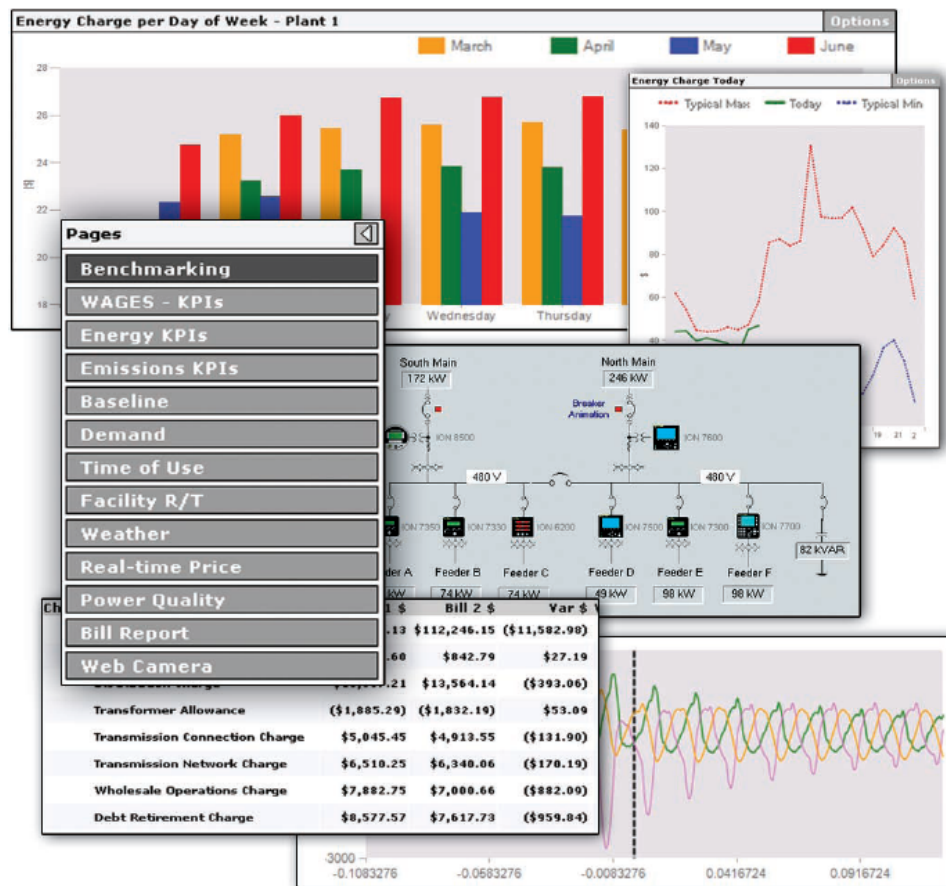 Energy Charge per Day of Week - Plant 1
Options
March April May June
28
26
24
22
20
18
[$]
Wednesday Thursday
Energy Charge Today
Options
Typical Max Today Typical Min
140
120
100
80
60
40
$
19 21 2
Pages
Benchmarking
WAGES - KPIs
Energy KPIs
Emissions KPIs
Baseline
Demand
Time of Use
Facility R/T
Weather
Real-time Price
Power Quality
Bill Report
Web Camera
South Main
172 kW
North Main
246 kW
Breaker
Animation
ION 8500
ION 7600
480 V
480 V
ION 7350 ION 7330 ION 6200 ION 7500 ION 7300 ION 7700
82 kVAR
Feeder B Feeder C Feeder D Feeder E Feeder F
74 kW 74 kW 49 kW 98 kW 98 kW
Bill 2 $ Var $
$112,246.15 ($11,582.98)
$842.79 $27.19
$13,564.14 ($393.06)
Transformer Allowance ($1,885.29) ($1,832.19) $53.09
Transmission Connection Charge $5,045.45 $4,913.55 ($131.90)
Transmission Network Charge $6,510.25 $6,340.06 ($170.19)
Wholesale Operations Charge $7,882.75 $7,000.66 ($882.09)
Debt Retirement Charge $8,577.57 $7,617.73 ($959.84)
-3000
-0.1083276 -0.0683276 -0.0083276 0.0416724 0.0916724